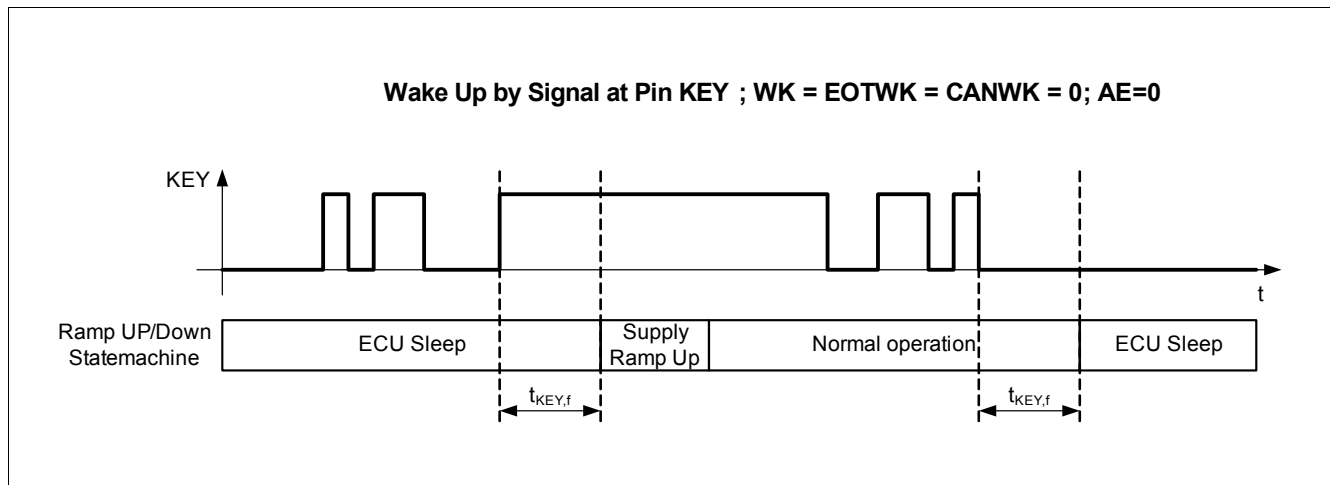 Wake Up by Signal at Pin KEY ; WK = EOTWK = CANWK = 0; AE=0
KEY
t
Ramp UP/Down
Statemachine
ECU Sleep
Supply
Ramp Up
Normal operation
ECU Sleep
tKEY,f
tKEY,f